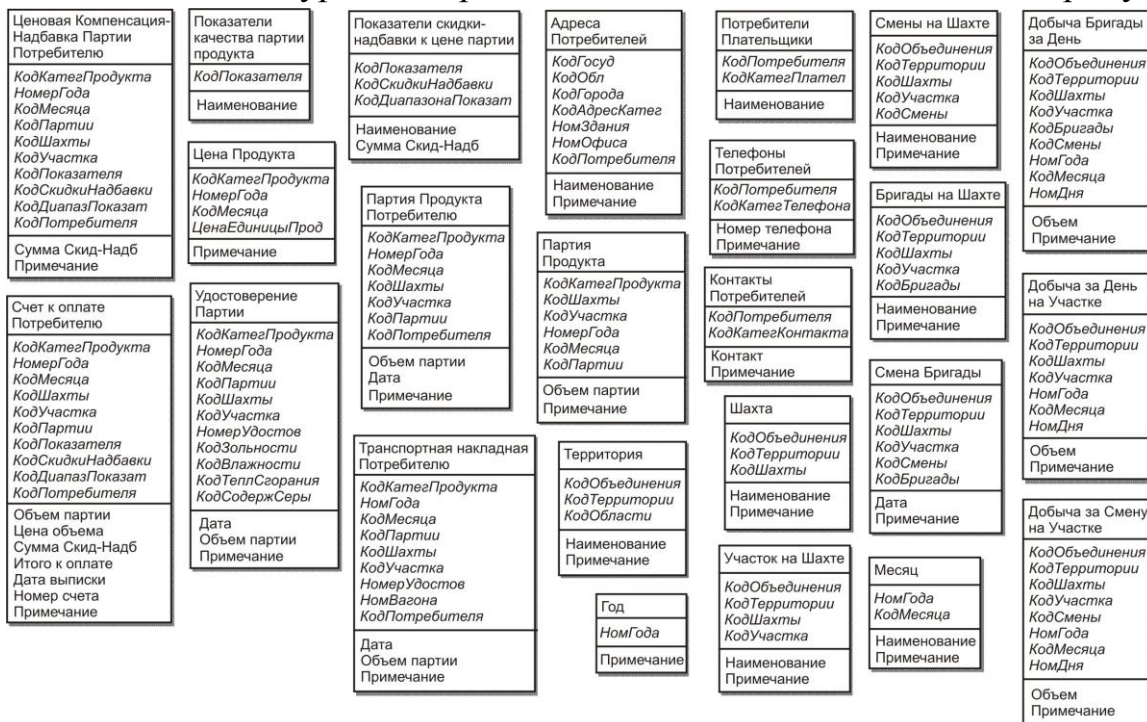 Ценовая Компенсация-
Надбавка Партии
Потребителю
КодКатегПродукта
НомерГода
КодМесяца
КодПартии
КодШахты
КодУчастка
КодПоказателя
КодСкидкиНадбавки
КодДиапазПоказат
КодПотребителя
Сумма Скид-Надб
Примечание
Счет к оплате
Потребителю
КодКатегПродукта
НомерГода
КодМесяца
КодШахты
КодУчастка
КодПартии
КодПоказателя
КодСкидкиНадбавки
КодДиапазПоказат
КодПотребителя
Объем партии
Цена объема
Сумма Скид-Надб
Итого к оплате
Дата выписки
Номер счета
Примечание
Показатели
качества партии
продукта
КодПоказателя
Наименование
Цена Продукта
КодКатегПродукта
НомерГода
КодМесяца
ЦенаЕдиницыПрод
Примечание
Удостоверение
Партии
КодКатегПродукта
НомерГода
КодМесяца
КодПартии
КодШахты
КодУчастка
НомерУдостов
КодЗольности
КодВлажности
КодТеплСгорания
КодСодержСеры
Дата
Объем партии
Примечание
Показатели скидки-
надбавки к цене партии
КодПоказателя
КодСкидкиНадбавки
КодДиапазонаПоказат
Наименование
Сумма Скид-Надб
Партия Продукта
Потребителю
КодКатегПродукта
НомерГода
КодМесяца
КодШахты
КодУчастка
КодПартии
КодПотребителя
Объем партии
Дата
Примечание
Транспортная накладная
Потребителю
КодКатегПродукта
НомГода
КодМесяца
КодПартии
КодШахты
КодУчастка
НомерУдостов
НомВагона
КодПотребителя
Дата
Объем партии
Примечание
Адреса
Потребителей
КодГосуд
КодОбл
КодГорода
КодАдресКатег
НомЗдания
НомОфиса
КодПотребителя
Наименование
Примечание
Партия
Продукта
КодКатегПродукта
КодШахты
КодУчастка
НомерГода
КодМесяца
КодПартии
Объем партии
Примечание
Территория
КодОбъединения
КодТерритории
КодОбласти
Наименование
Примечание
Год
НомГода
Примечание
Потребители
Плательщики
КодПотребителя
КодКатегПлател
Наименование
Телефоны
Потребителей
КодПотребителя
КодКатегТелефона
Номер телефона
Примечание
Контакты
Потребителей
КодПотребителя
КодКатегКонтакта
Контакт
Примечание
Шахта
КодОбъединения
КодТерритории
КодШахты
Наименование
Примечание
Участок на Шахте
КодОбъединения
КодТерритории
КодШахты
КодУчастка
Наименование
Примечание
Смены на Шахте
КодОбъединения
КодТерритории
КодШахты
КодУчастка
КодСмены
Наименование
Примечание
Бригады на Шахте
КодОбъединения
КодТерритории
КодШахты
КодУчастка
КодБригады
Наименование
Примечание
Смена Бригады
КодОбъединения
КодТерритории
КодШахты
КодУчастка
КодСмены
КодБригады
Дата
Примечание
Месяц
НомГода
КодМесяца
Наименование
Примечание
Добыча Бригады
за День
КодОбъединения
КодТерритории
КодШахты
КодУчастка
КодБригады
КодСмены
НомГода
КодМесяца
НомДня
Объем
Примечание
Добыча за День
на Участке
КодОбъединения
КодТерритории
КодШахты
КодУчастка
НомГода
КодМесяца
НомДня
Объем
Примечание
Добыча за Смену
на Участке
КодОбъединения
КодТерритории
КодШахты
КодУчастка
КодСмены
НомГода
КодМесяца
НомДня
Объем
Примечание